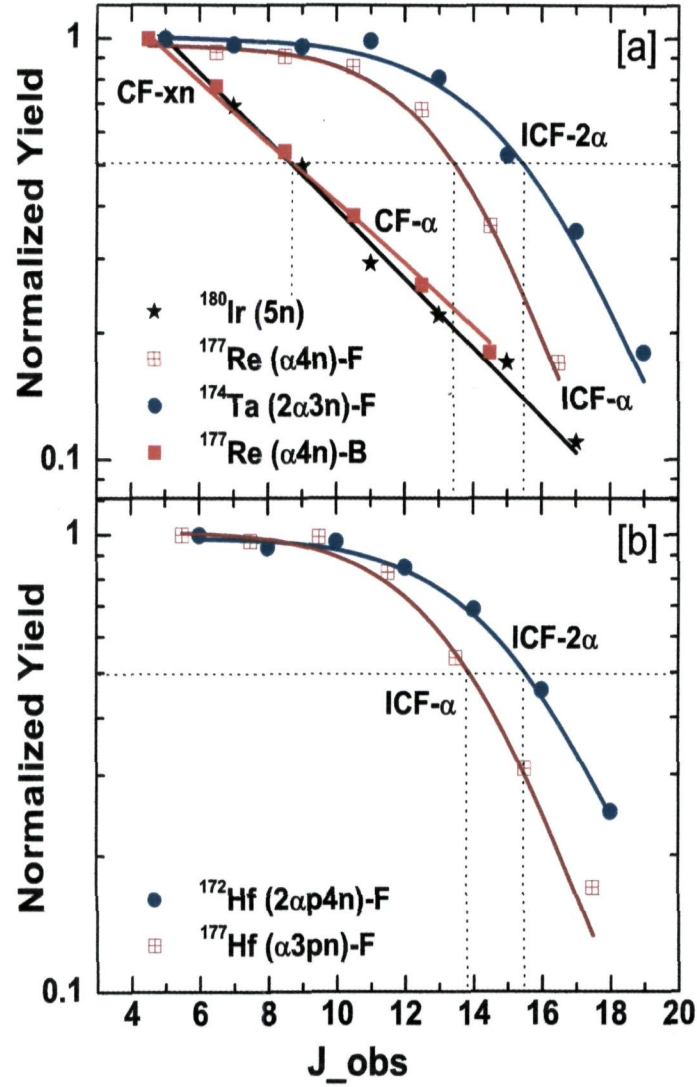 [a]
1
CF-xn
ICF-2α
CF-α
ICF-α
Normalized Yield
¹⁸⁰Ir (5n)
¹⁷⁷Re (α4n)-F
¹⁷⁴Ta (2α3n)-F
¹⁷⁷Re (α4n)-B
0.1
[b]
1
ICF-2α
ICF-α
Normalized Yield
¹⁷²Hf (2αp4n)-F
¹⁷⁷Hf (α3pn)-F
0.1
4 6 8 10 12 14 16 18 20
J_obs